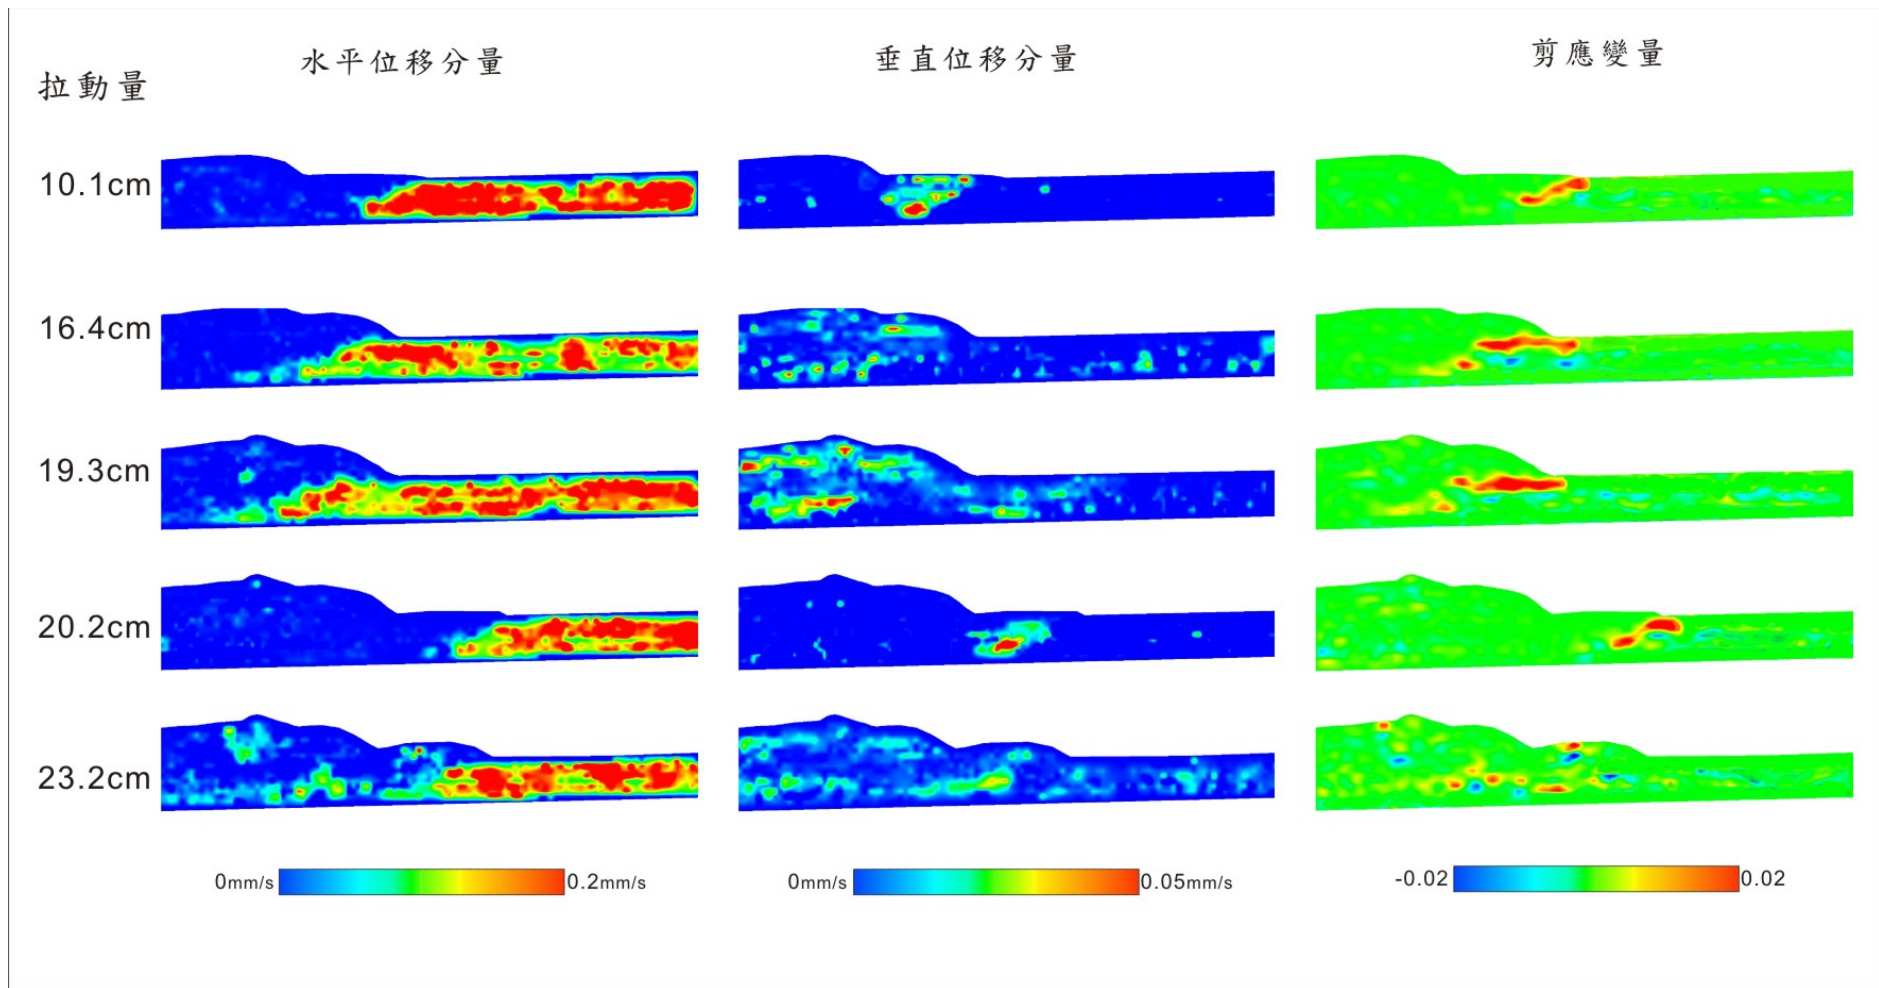 水平位移分量
垂直位移分量
剪應變量
拉動量
10.1cm
16.4cm
19.3cm
20.2cm
23.2cm
0mm/s
0.2mm/s
0mm/s
0.05mm/s
-0.02
0.02